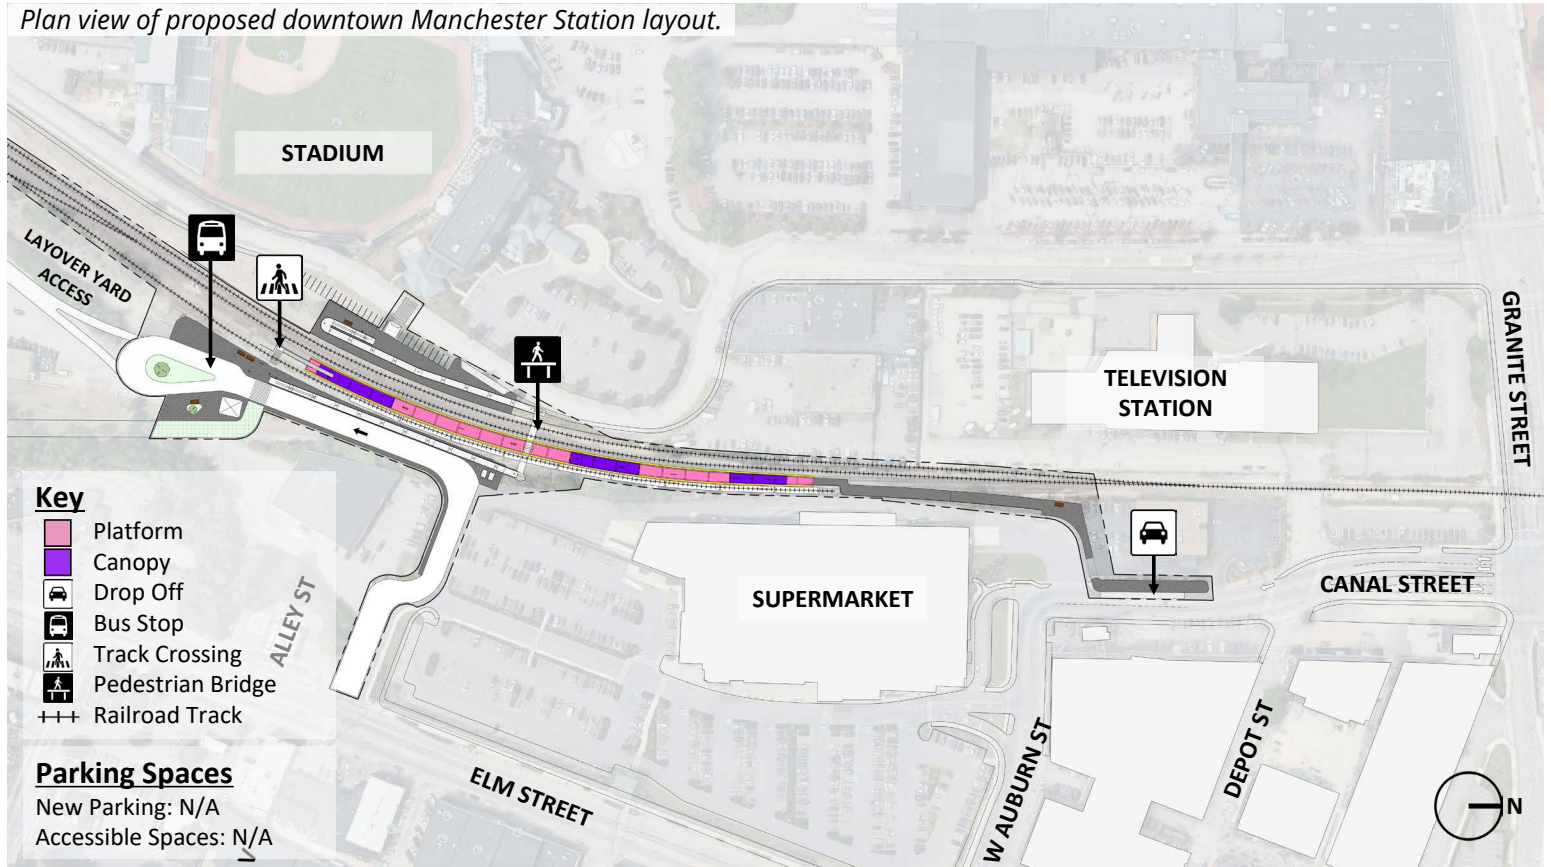 Plan view of proposed downtown Manchester Station layout.
STADIUM
LAYOVER YARD
ACCESS
TELEVISION
STATION
GRANITE STREET
SUPERMARKET
CANAL STREET
ALLEY ST
ELM STREET
W AUBURN ST
DEPOT ST
N
Key
Platform
Canopy
Drop Off
Bus Stop
Track Crossing
Pedestrian Bridge
Railroad Track
Parking Spaces
New Parking: N/A
Accessible Spaces: N/A